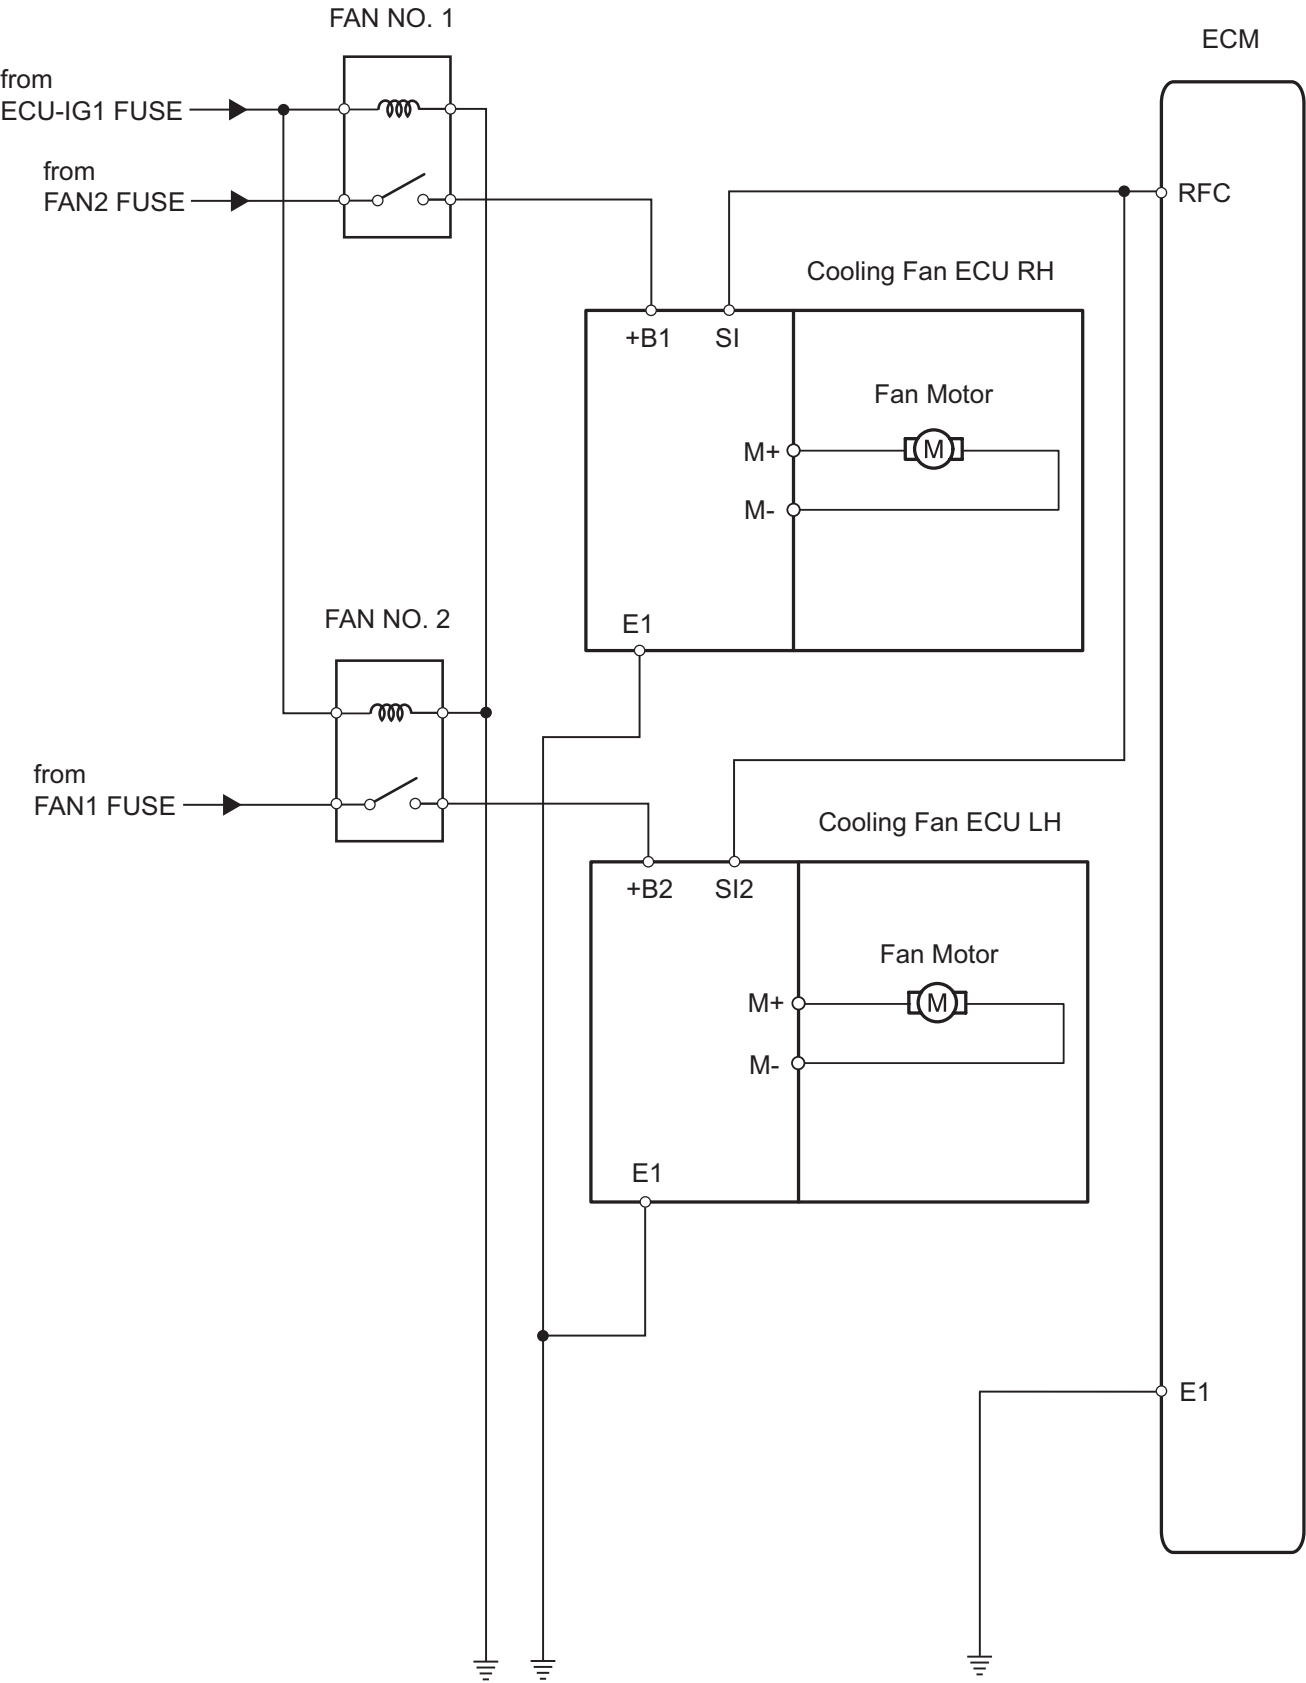 FAN NO. 1
ECM
from
ECU-IG1 FUSE
from
FAN2 FUSE
RFC
Cooling Fan ECU RH
+B1
SI
Fan Motor
M+
M
M-
E1
FAN NO. 2
from
FAN1 FUSE
Cooling Fan ECU LH
+B2
SI2
Fan Motor
M+
M
M-
E1
E1